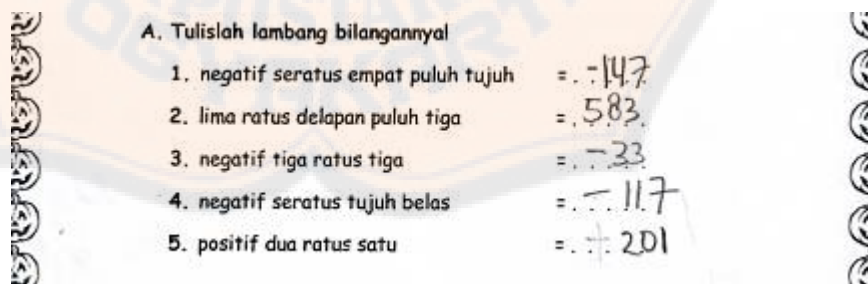 A. Tulislah lambang bilangannya!
1. negatif seratus empat puluh tujuh = . -147
2. lima ratus delapan puluh tiga = . 583.
3. negatif tiga ratus tiga = . -33
4. negatif seratus tujuh belas = . - 117
5. positif dua ratus satu = . + 201